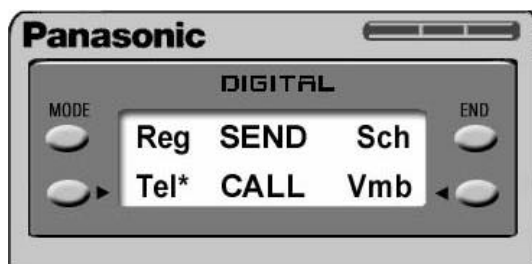 Panasonic
DIGITAL
MODE END
Reg SEND Sch
Tel* CALL Vmb